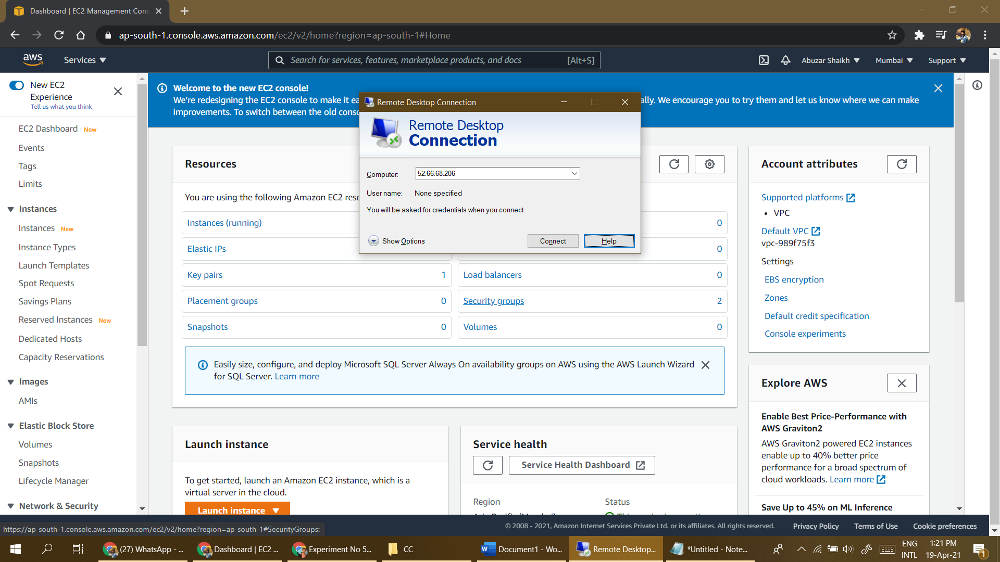 Dashboard | EC2 Management Cons
ap-south-1.console.aws.amazon.com/ec2/v2/home?region=ap-south-1#Home
aws
Services
Search for services, features, marketplace products, and docs
[Alt+S]
Abuzar Shaikh
Mumbai
Support
New EC2
Experience
Tell us what you think
EC2 Dashboard New
Events
Tags
Limits
Instances
Instances New
Instance Types
Launch Templates
Spot Requests
Savings Plans
Reserved Instances New
Dedicated Hosts
Capacity Reservations
Images
AMIs
Elastic Block Store
Volumes
Snapshots
Lifecycle Manager
Network & Security
Welcome to the new EC2 console!
We're redesigning the EC2 console to make it ea
ally. We encourage you to try them and let us know where we can make
improvements. To switch between the old conso
Remote Desktop Connection
Remote Desktop
Connection
Computer: 52.66.68.206
User name: None specified
You will be asked for credentials when you connect.
Show Options
Connect
Help
Resources
You are using the following Amazon EC2 reso
Instances (running)
0
Elastic IPs
0
Key pairs 1
Load balancers 0
Placement groups 0
Security groups 2
Snapshots 0
Volumes 0
Easily size, configure, and deploy Microsoft SQL Server Always On availability groups on AWS using the AWS Launch Wizard
for SQL Server. Learn more
Launch instance
To get started, launch an Amazon EC2 instance, which is a
virtual server in the cloud.
Launch instance
Service health
Service Health Dashboard
Region
Status
Account attributes
Supported platforms
• VPC
Default VPC
vpc-989f75f3
Settings
EBS encryption
Zones
Default credit specification
Console experiments
Explore AWS
Enable Best Price-Performance with
AWS Graviton2
AWS Graviton2 powered EC2 instances
enable up to 40% better price
performance for a broad spectrum of
cloud workloads. Learn more
Save Up to 45% on ML Inference
https://ap-south-1.console.aws.amazon.com/ec2/v2/home?region=ap-south-1#SecurityGroups:
© 2008 - 2021, Amazon Internet Services Private Ltd. or its affiliates. All rights reserved.
Privacy Policy
Terms of Use
Cookie preferences
(27) WhatsApp - ...
Dashboard | EC2 ...
Experiment No 5...
CC
Document1 - Wo...
Remote Desktop...
*Untitled - Note...
ENG
INTL
1:21 PM
19-Apr-21
1